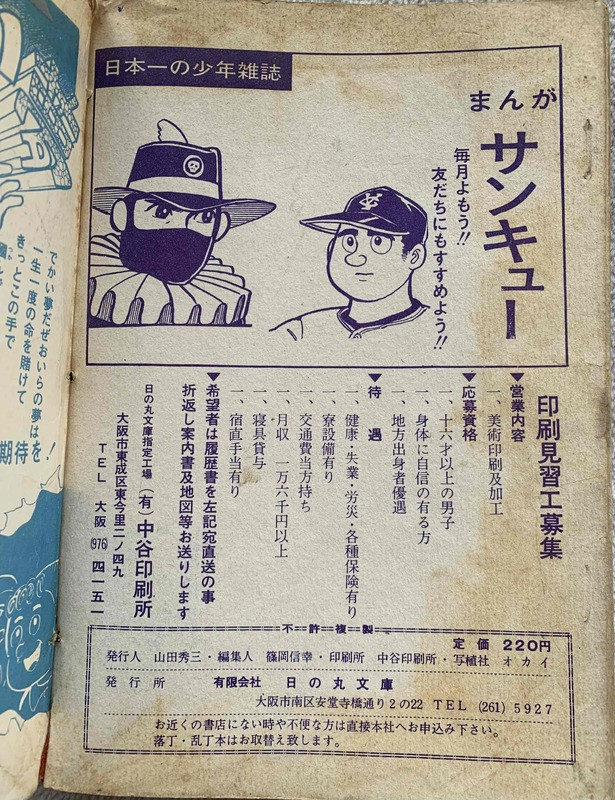 日本一の少年雑誌
まんが
サンキュー
毎月よもう!!
友だちにもすすめよう!!
印刷見習工募集
▼営業内容
一、美術印刷及加工
▼応募資格
一、十六才以上の男子
一、身体に自信の有る方
一、地方出身者優遇
▼待遇
一、健康・失業・労災・各種保険有り
一、寮設備有り
一、交通費当方持ち
一、月収 一万六千円以上
一、寝具貸与
一、宿直手当有り
▼希望者は履歴書を左記宛直送の事
折返し案内書及地図等お送りします
日の丸文庫指定工場 (有)中谷印刷所
大阪市東成区東今里二ノ四九
TEL 大阪(976)四一五一
不許複製
定価 220円
発行人 山田秀三・編集人 篠岡信幸・印刷所 中谷印刷所・写植社 オカイ
発行所 有限会社 日の丸文庫
大阪市南区安堂寺橋通り2の22 TEL (261) 5927
お近くの書店にない時や不便な方は直接本社へお申込み下さい。
落丁・乱丁本はお取替え致します。
でかい夢だぜおいらの夢は
一生一度の命を賭けて
きっとこの手で
期待を!
YG